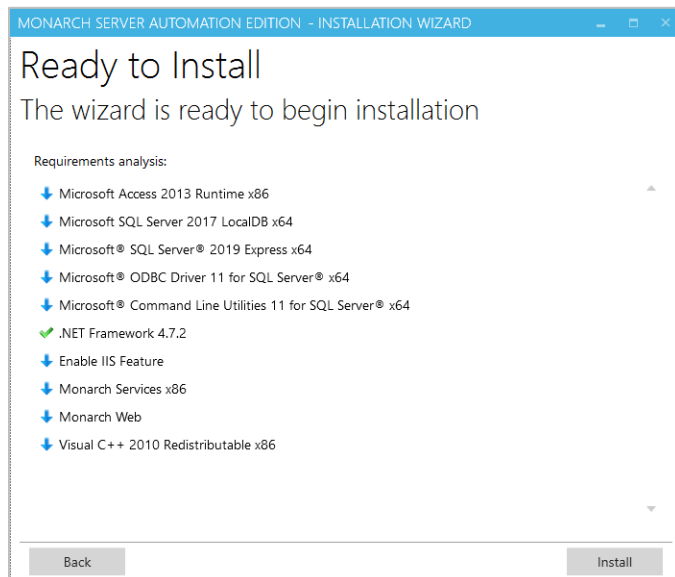 MONARCH SERVER AUTOMATION EDITION - INSTALLATION WIZARD
Ready to Install
The wizard is ready to begin installation
Requirements analysis:
Microsoft Access 2013 Runtime x86
Microsoft SQL Server 2017 LocalDB x64
Microsoft® SQL Server® 2019 Express x64
Microsoft® ODBC Driver 11 for SQL Server® x64
Microsoft® Command Line Utilities 11 for SQL Server® x64
.NET Framework 4.7.2
Enable IIS Feature
Monarch Services x86
Monarch Web
Visual C++ 2010 Redistributable x86
Back
Install